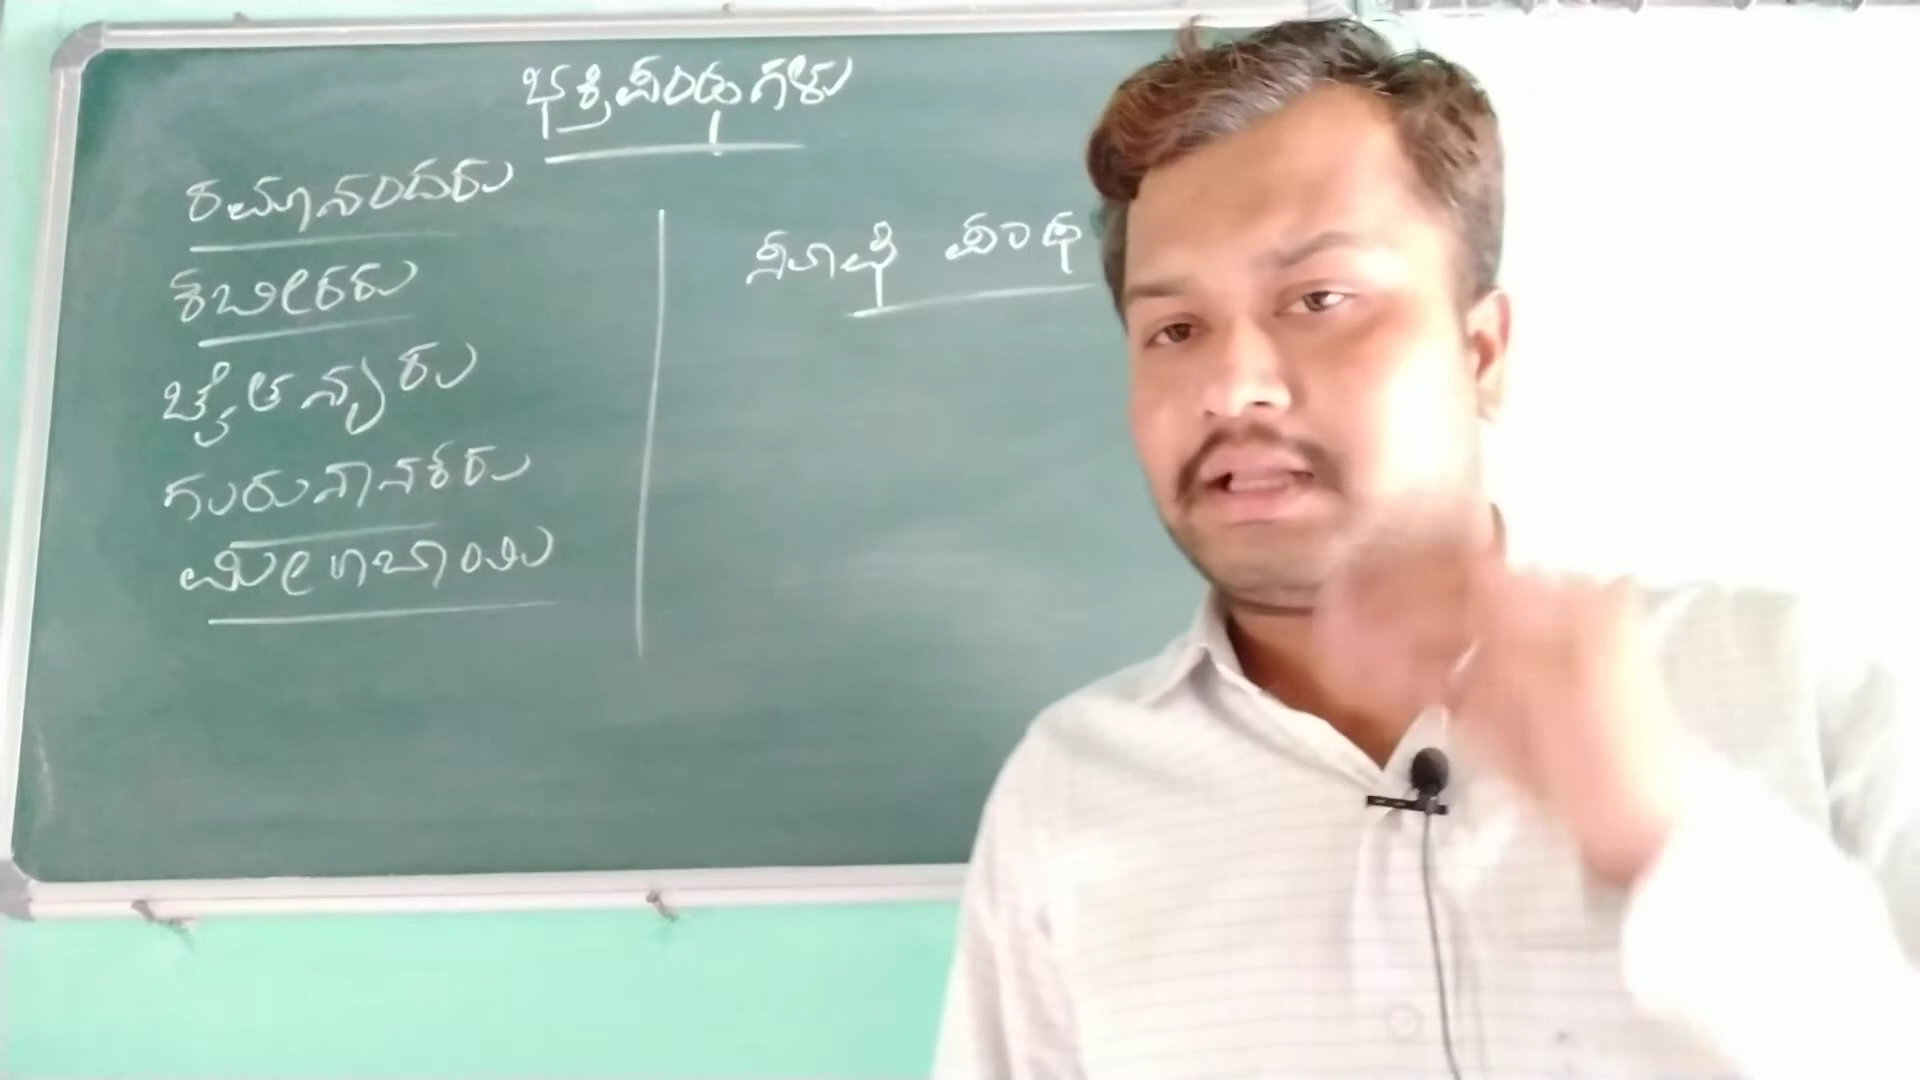 ಭಕ್ತಿಪಂಥಗಳು
ರಮಾನಂದರು
ಕಬೀರರು
ಚೈತನ್ಯರು
ಗುರುನಾನಕರು
ಮೀರಾಬಾಯಿ
ಸೂಫಿ ಪಂಥ